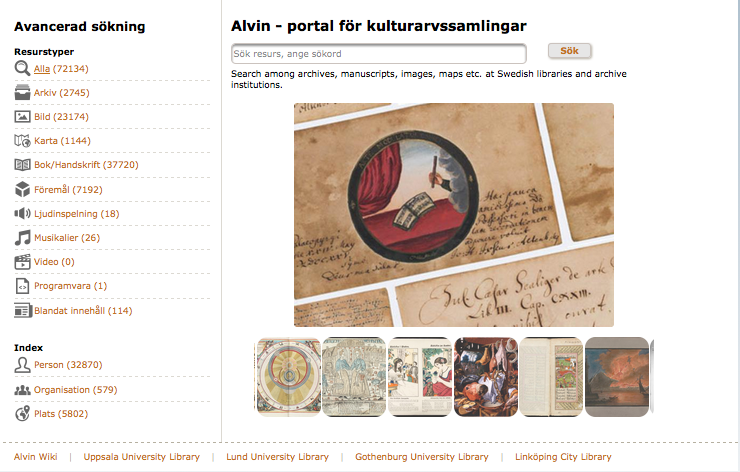 Avancerad sökning
Resurstyper
Alla (72134)
Arkiv (2745)
Bild (23174)
Karta (1144)
Bok/Handskrift (37720)
Föremål (7192)
Ljudinspelning (18)
Musikalier (26)
Video (0)
Programvara (1)
Blandat innehåll (114)
Index
Person (32870)
Organisation (579)
Plats (5802)
Alvin - portal för kulturarvssamlingar
Sök resurs, ange sökord
Sök
Search among archives, manuscripts, images, maps etc. at Swedish libraries and archive
institutions.
Alvin Wiki | Uppsala University Library | Lund University Library | Gothenburg University Library | Linköping City Library